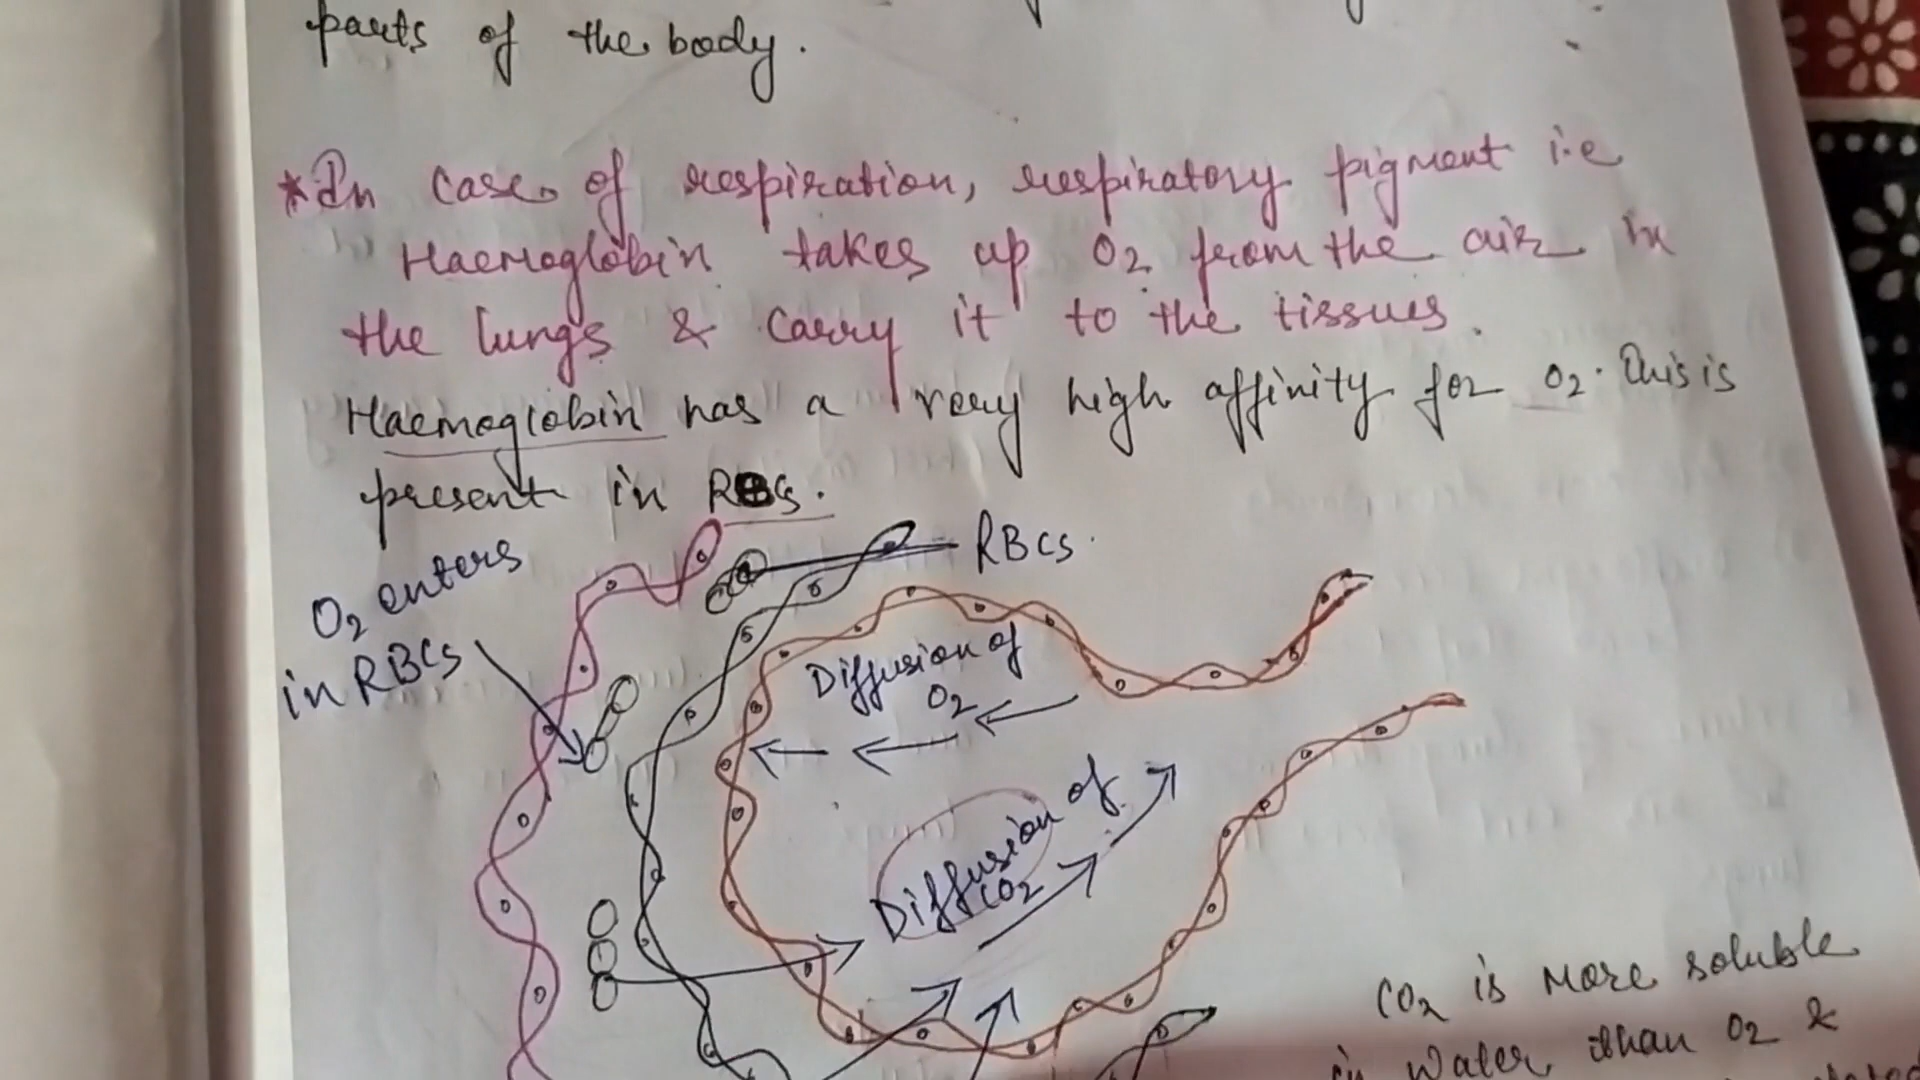 parts of the body.
*In case of respiration, respiratory pigment i.e
Haemoglobin takes up O2 from the air in
the lungs & carry it to the tissues.
Haemoglobin has a very high affinity for O2. This is
present in RBCs.
O2 enters
in RBCs
RBCs.
Diffusion of
O2
Diffusion of
CO2
CO2 is more soluble
in water than O2 &